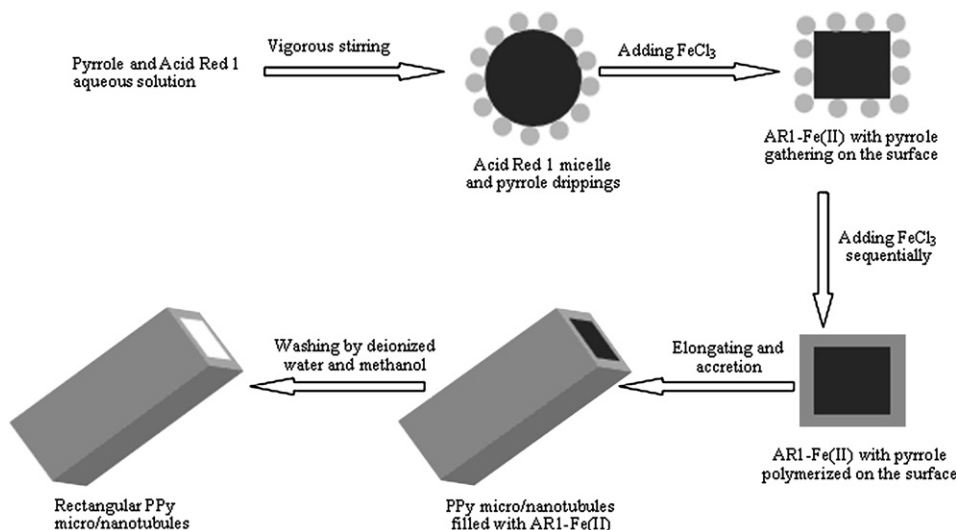 Pyrrole and Acid Red 1
aqueous solution
Vigorous stirring
Acid Red 1 micelle
and pyrrole drippings
Adding FeCl₃
AR1-Fe(II) with pyrrole
gathering on the surface
Adding FeCl₃
sequentially
AR1-Fe(II) with pyrrole
polymerized on the surface
Elongating and
accretion
PPy micro/nanotubules
filled with AR1-Fe(II)
Washing by deionized
water and methanol
Rectangular PPy
micro/nanotubules